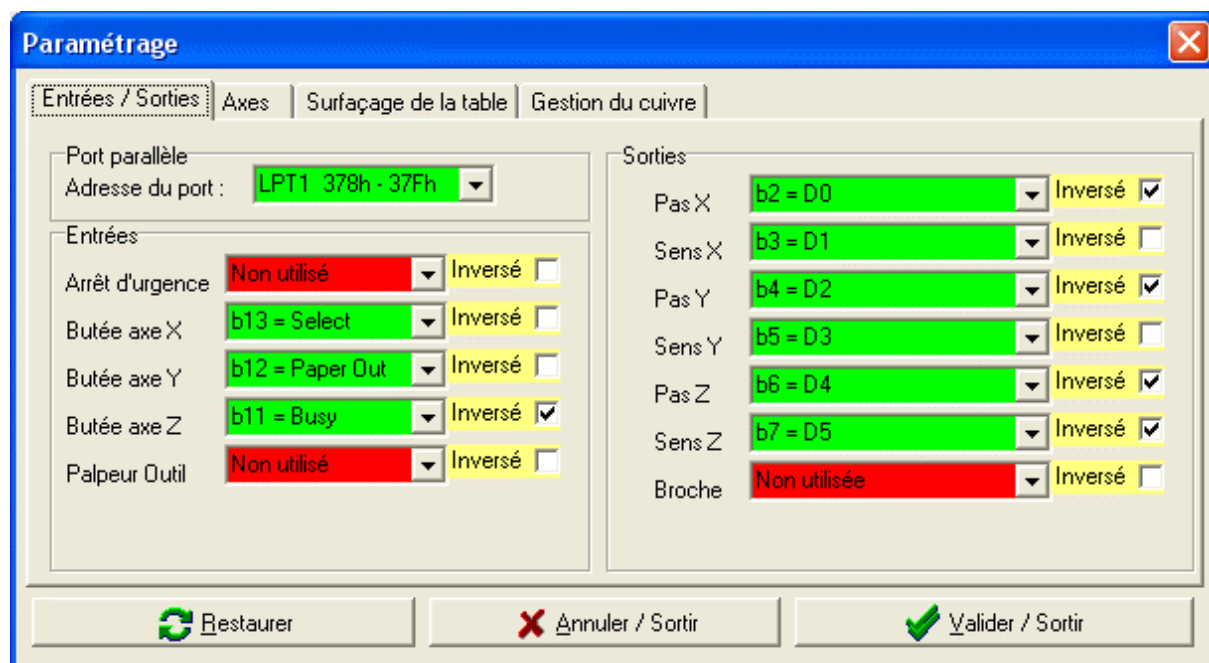 Paramétrage
Entrées / Sorties Axes Surfaçage de la table Gestion du cuivre
Port parallèle
Adresse du port : LPT1 378h - 37Fh
Entrées
Arrêt d'urgence Non utilisé Inversé
Butée axe X b13 = Select Inversé
Butée axe Y b12 = Paper Out Inversé
Butée axe Z b11 = Busy Inversé
Palpeur Outil Non utilisé Inversé
Sorties
Pas X b2 = D0 Inversé
Sens X b3 = D1 Inversé
Pas Y b4 = D2 Inversé
Sens Y b5 = D3 Inversé
Pas Z b6 = D4 Inversé
Sens Z b7 = D5 Inversé
Broche Non utilisée Inversé
Restaurer Annuler / Sortir Valider / Sortir